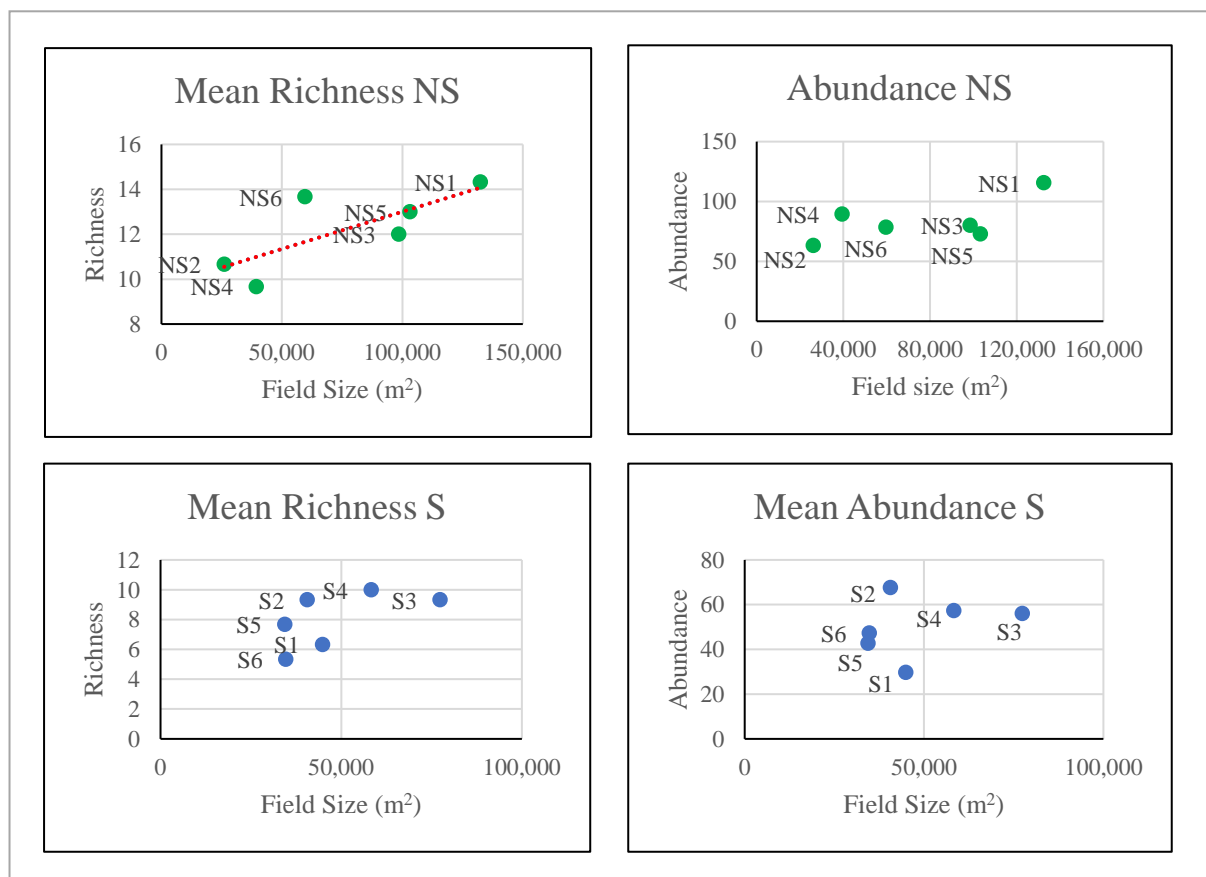 Mean Richness NS
Richness
16
14
12
10
8
NS1
NS6
NS5
NS3
NS2
NS4
0 50,000 100,000 150,000
Field Size (m²)
Abundance NS
Abundance
150
100
50
0
NS1
NS4
NS3
NS6
NS5
NS2
0 40,000 80,000 120,000 160,000
Field size (m²)
Mean Richness S
Richness
12
10
8
6
4
2
0
S4
S2
S3
S5
S1
S6
0 50,000 100,000
Field Size (m²)
Mean Abundance S
Abundance
80
60
40
20
0
S2
S4
S3
S6
S5
S1
0 50,000 100,000
Field Size (m²)